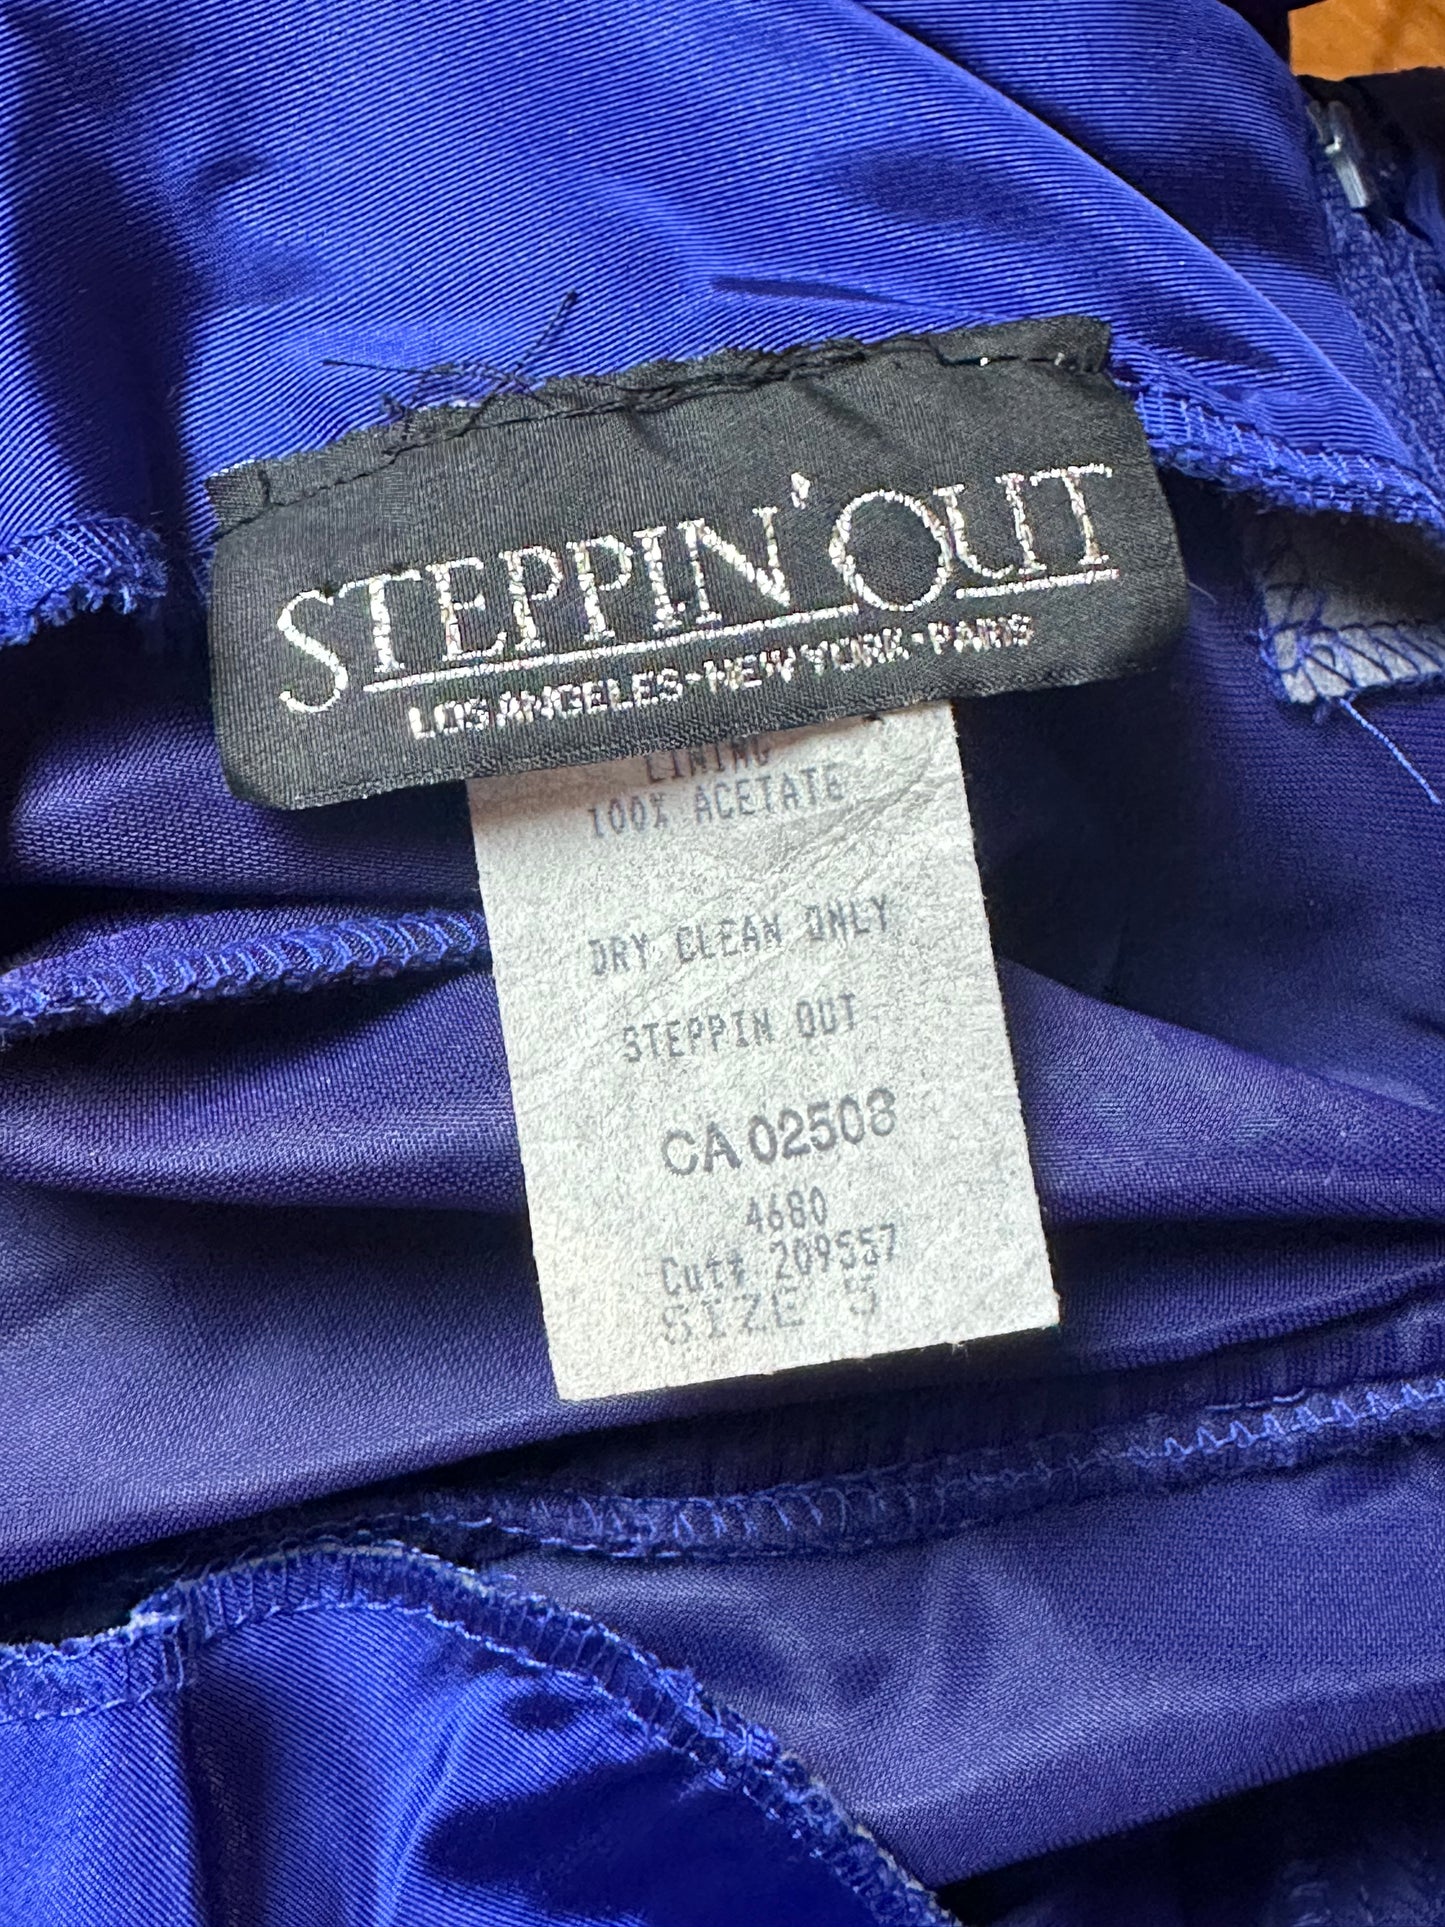 STEPPIN' OUT
LOS ANGELES • NEW YORK • PARIS
LINING
100% ACETATE
DRY CLEAN ONLY
STEPPIN OUT
CA 02508
4680
Cut# 209557
SIZE 5